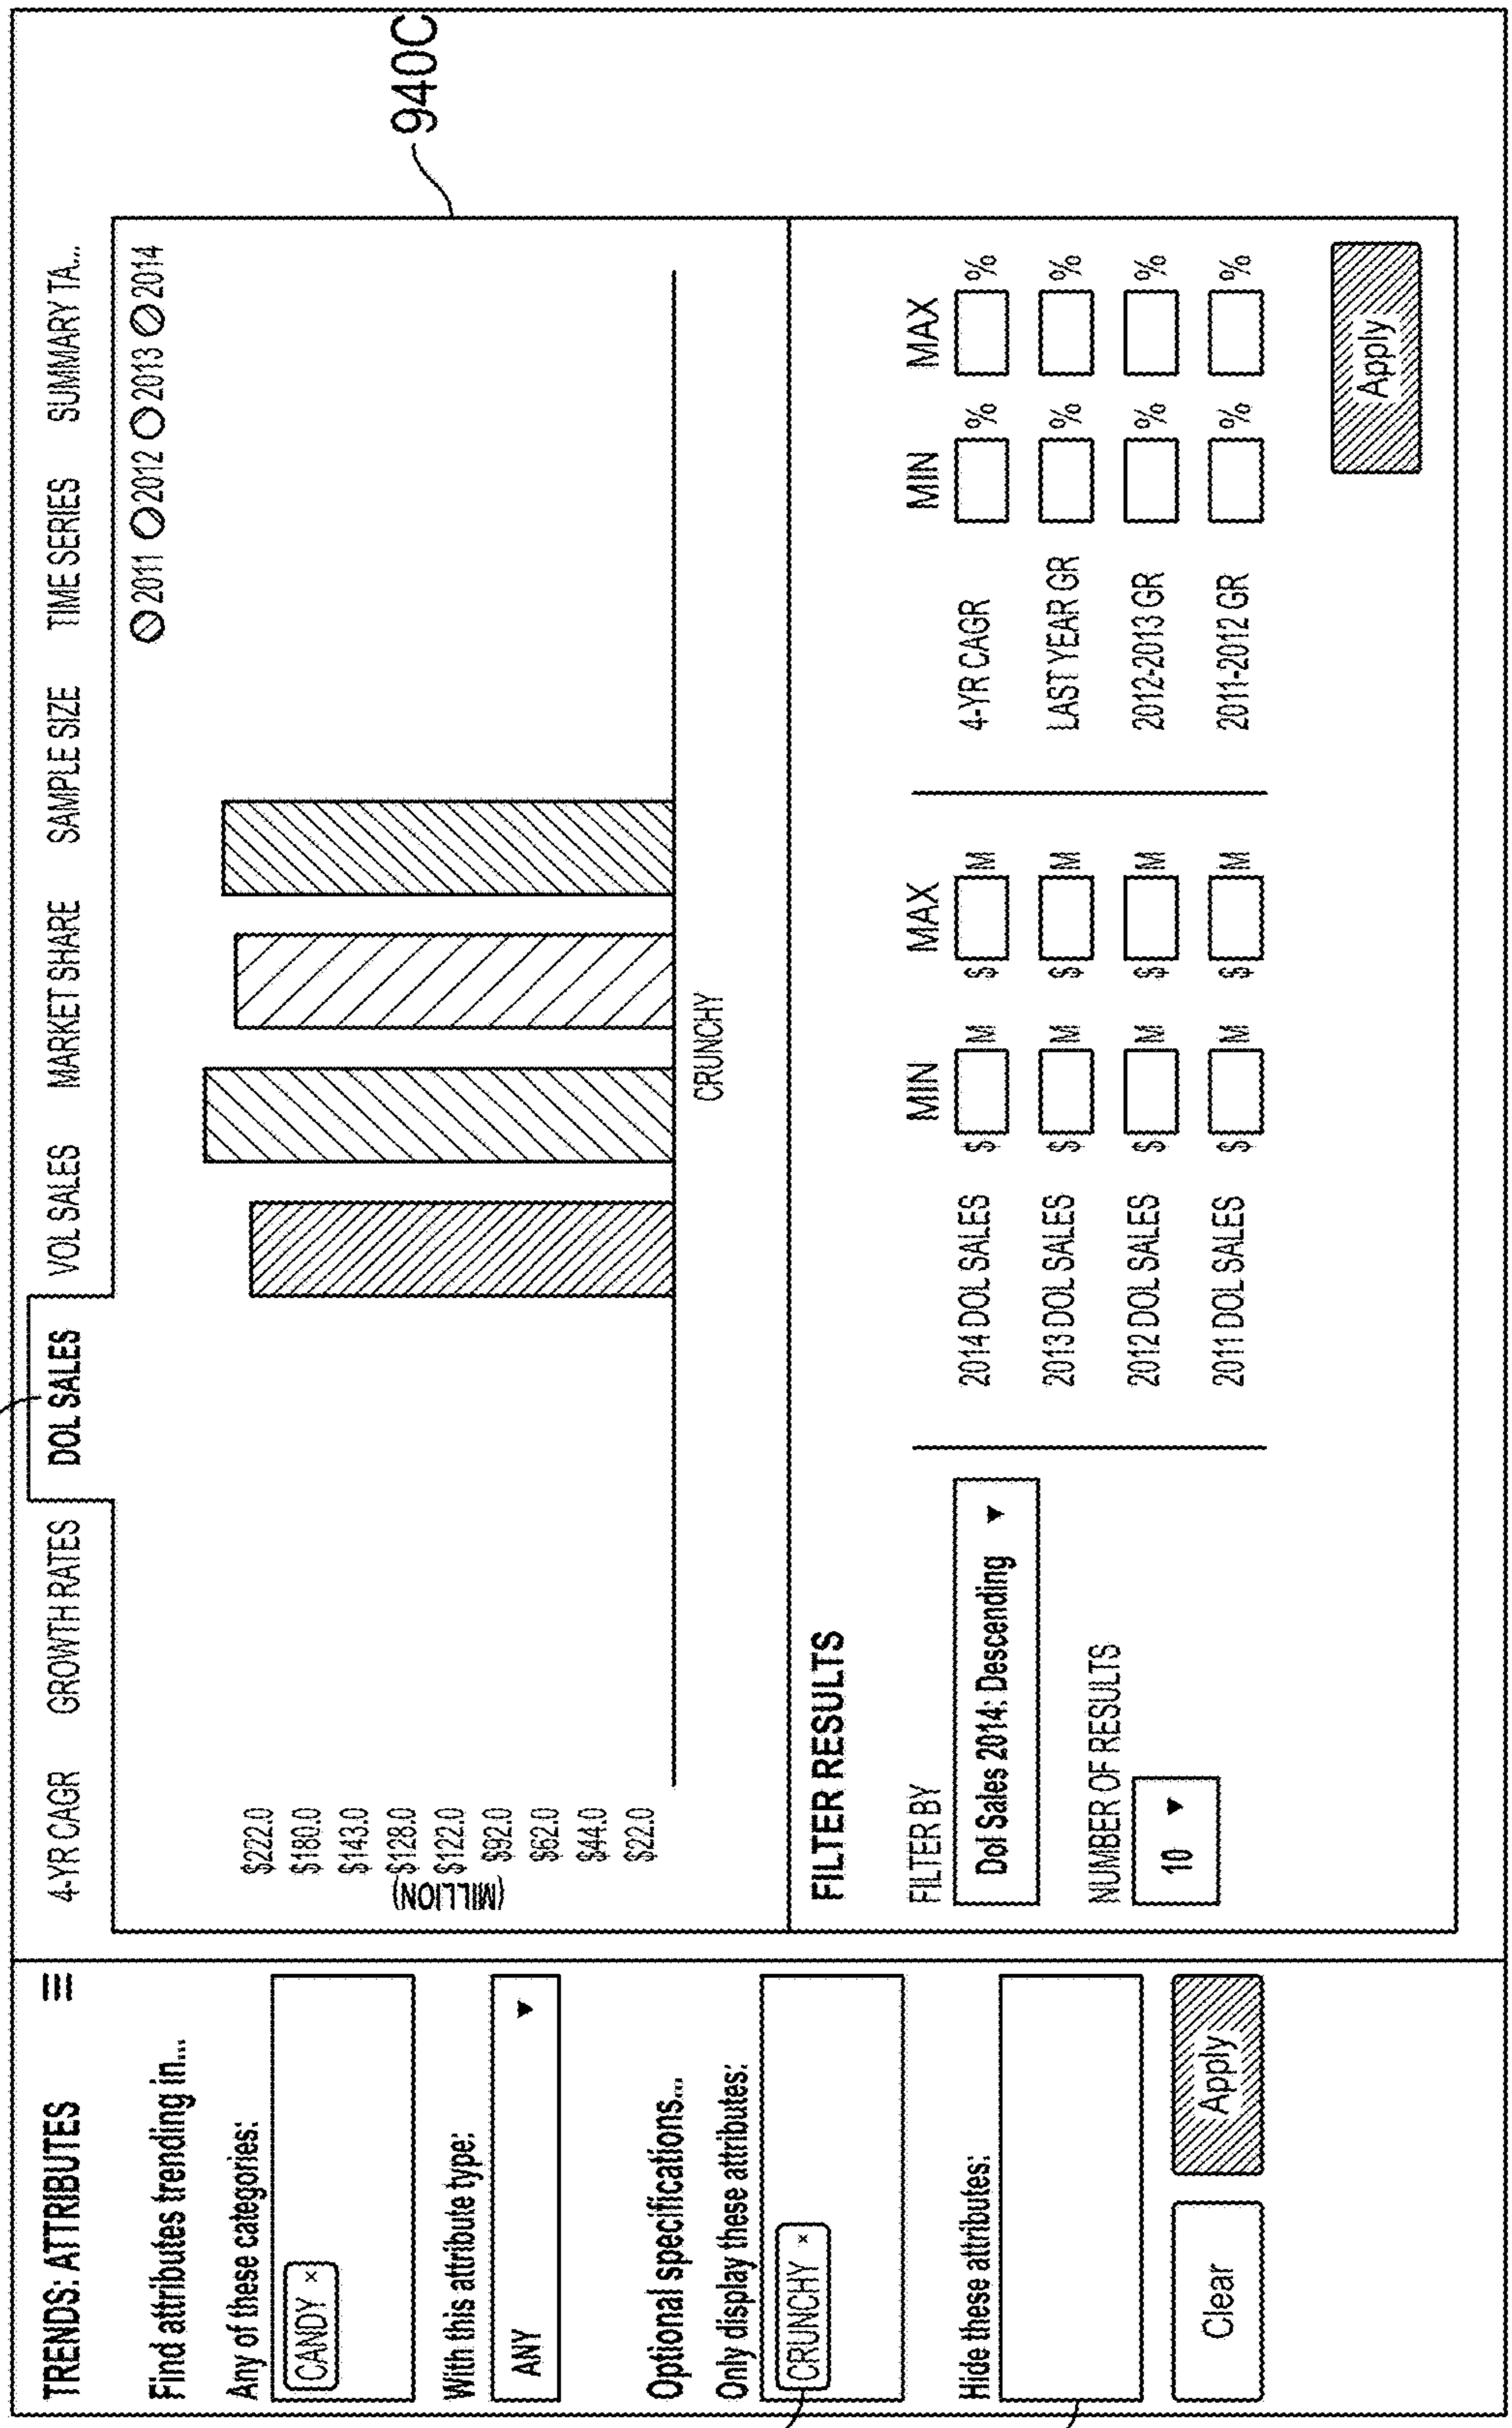 TRENDS: ATTRIBUTES ≡
Find attributes trending in...
Any of these categories:
CANDY ×
With this attribute type:
ANY ▼
Optional specifications...
Only display these attributes:
CRUNCHY ×
Hide these attributes:
Clear
Apply
4-YR CAGR GROWTH RATES DOL SALES VOL SALES MARKET SHARE SAMPLE SIZE TIME SERIES SUMMARY TA...
2011 2012 2013 2014
940C
(MILLION)
$222.0
$180.0
$143.0
$128.0
$122.0
$92.0
$62.0
$44.0
$22.0
CRUNCHY
FILTER RESULTS
FILTER BY
Dol Sales 2014: Descending ▼
NUMBER OF RESULTS
10 ▼
MIN MAX
2014 DOL SALES $ M $ M
2013 DOL SALES $ M $ M
2012 DOL SALES $ M $ M
2011 DOL SALES $ M $ M
MIN MAX
4-YR CAGR % %
LAST YEAR GR % %
2012-2013 GR % %
2011-2012 GR % %
Apply